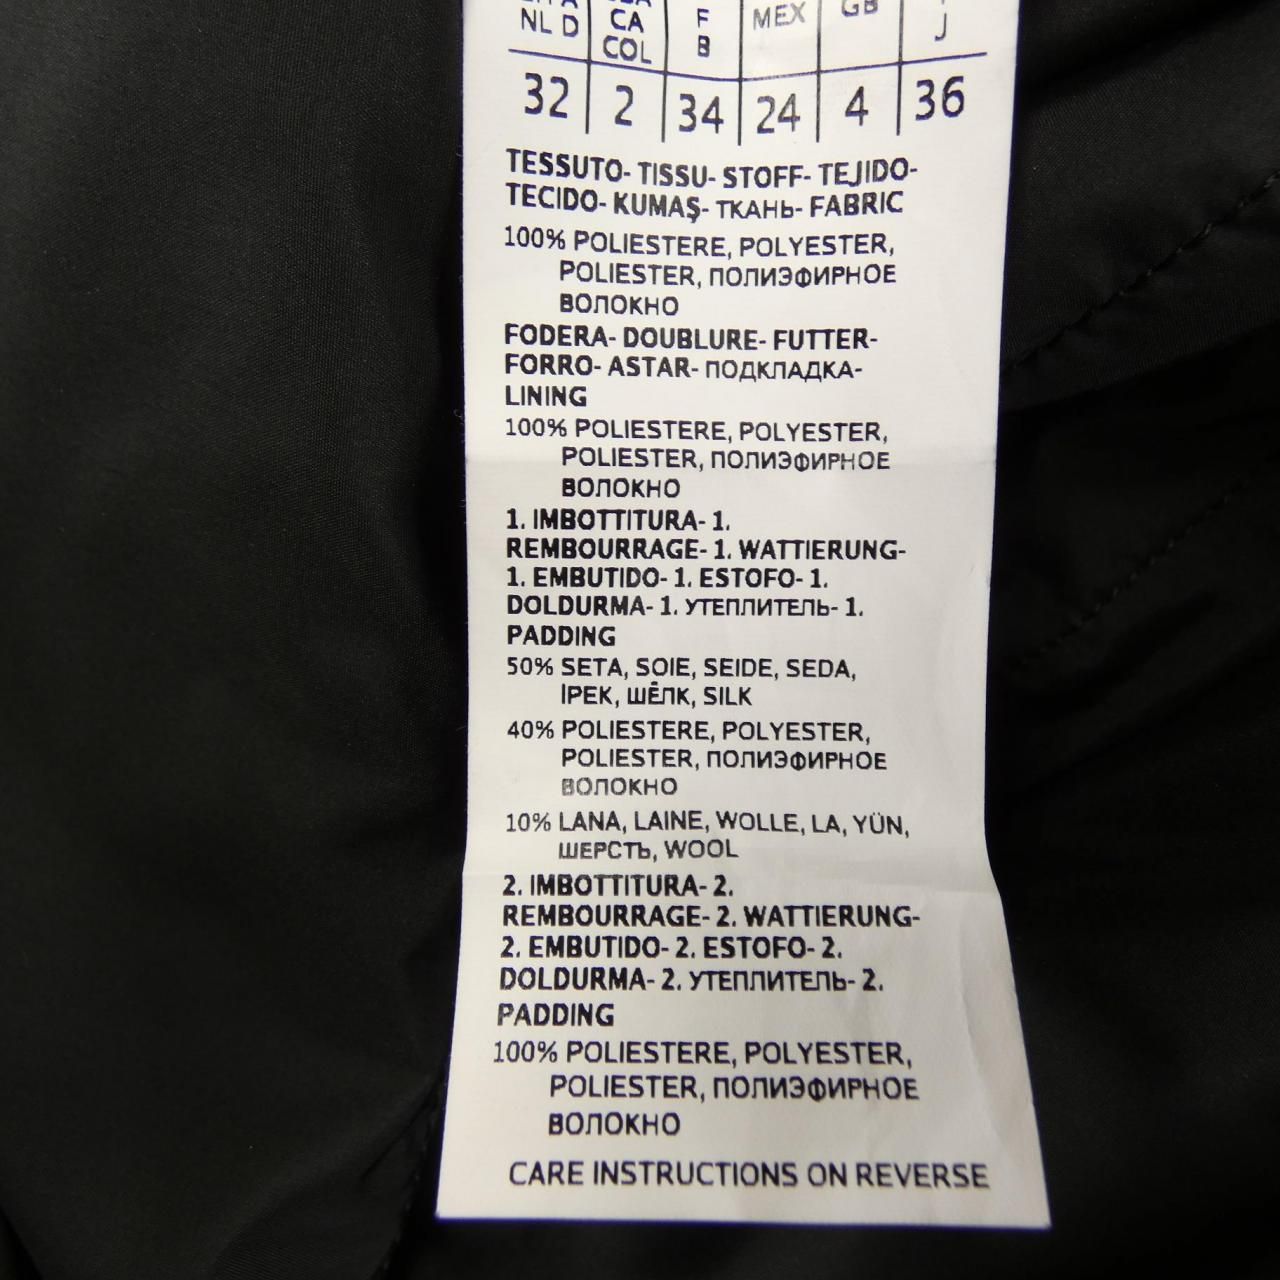 NL D CA COL F B MEX GB J
32 2 34 24 4 36
TESSUTO- TISSU- STOFF- TEJIDO-
TECIDO- KUMAŞ- ТКАНЬ- FABRIC
100% POLIESTERE, POLYESTER,
POLIESTER, ПОЛИЭФИРНОЕ
ВОЛОКНО
FODERA- DOUBLURE- FUTTER-
FORRO- ASTAR- ПОДКЛАДКА-
LINING
100% POLIESTERE, POLYESTER,
POLIESTER, ПОЛИЭФИРНОЕ
ВОЛОКНО
1. IMBOTTITURA- 1.
REMBOURRAGE- 1. WATTIERUNG-
1. EMBUTIDO- 1. ESTOFO- 1.
DOLDURMA- 1. УТЕПЛИТЕЛЬ- 1.
PADDING
50% SETA, SOIE, SEIDE, SEDA,
İPEK, ШЁЛК, SILK
40% POLIESTERE, POLYESTER,
POLIESTER, ПОЛИЭФИРНОЕ
ВОЛОКНО
10% LANA, LAINE, WOLLE, LA, YÜN,
ШЕРСТЬ, WOOL
2. IMBOTTITURA- 2.
REMBOURRAGE- 2. WATTIERUNG-
2. EMBUTIDO- 2. ESTOFO- 2.
DOLDURMA- 2. УТЕПЛИТЕЛЬ- 2.
PADDING
100% POLIESTERE, POLYESTER,
POLIESTER, ПОЛИЭФИРНОЕ
ВОЛОКНО
CARE INSTRUCTIONS ON REVERSE